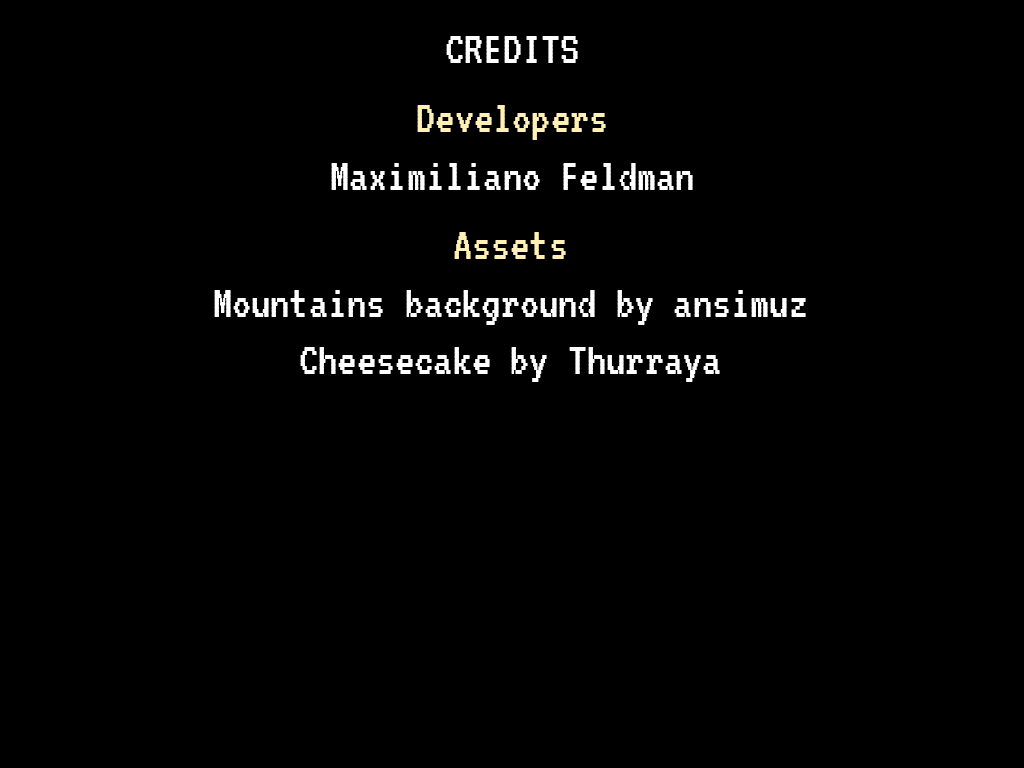 CREDITS
Developers
Maximiliano Feldman
Assets
Mountains background by ansimuz
Cheesecake by Thurraya